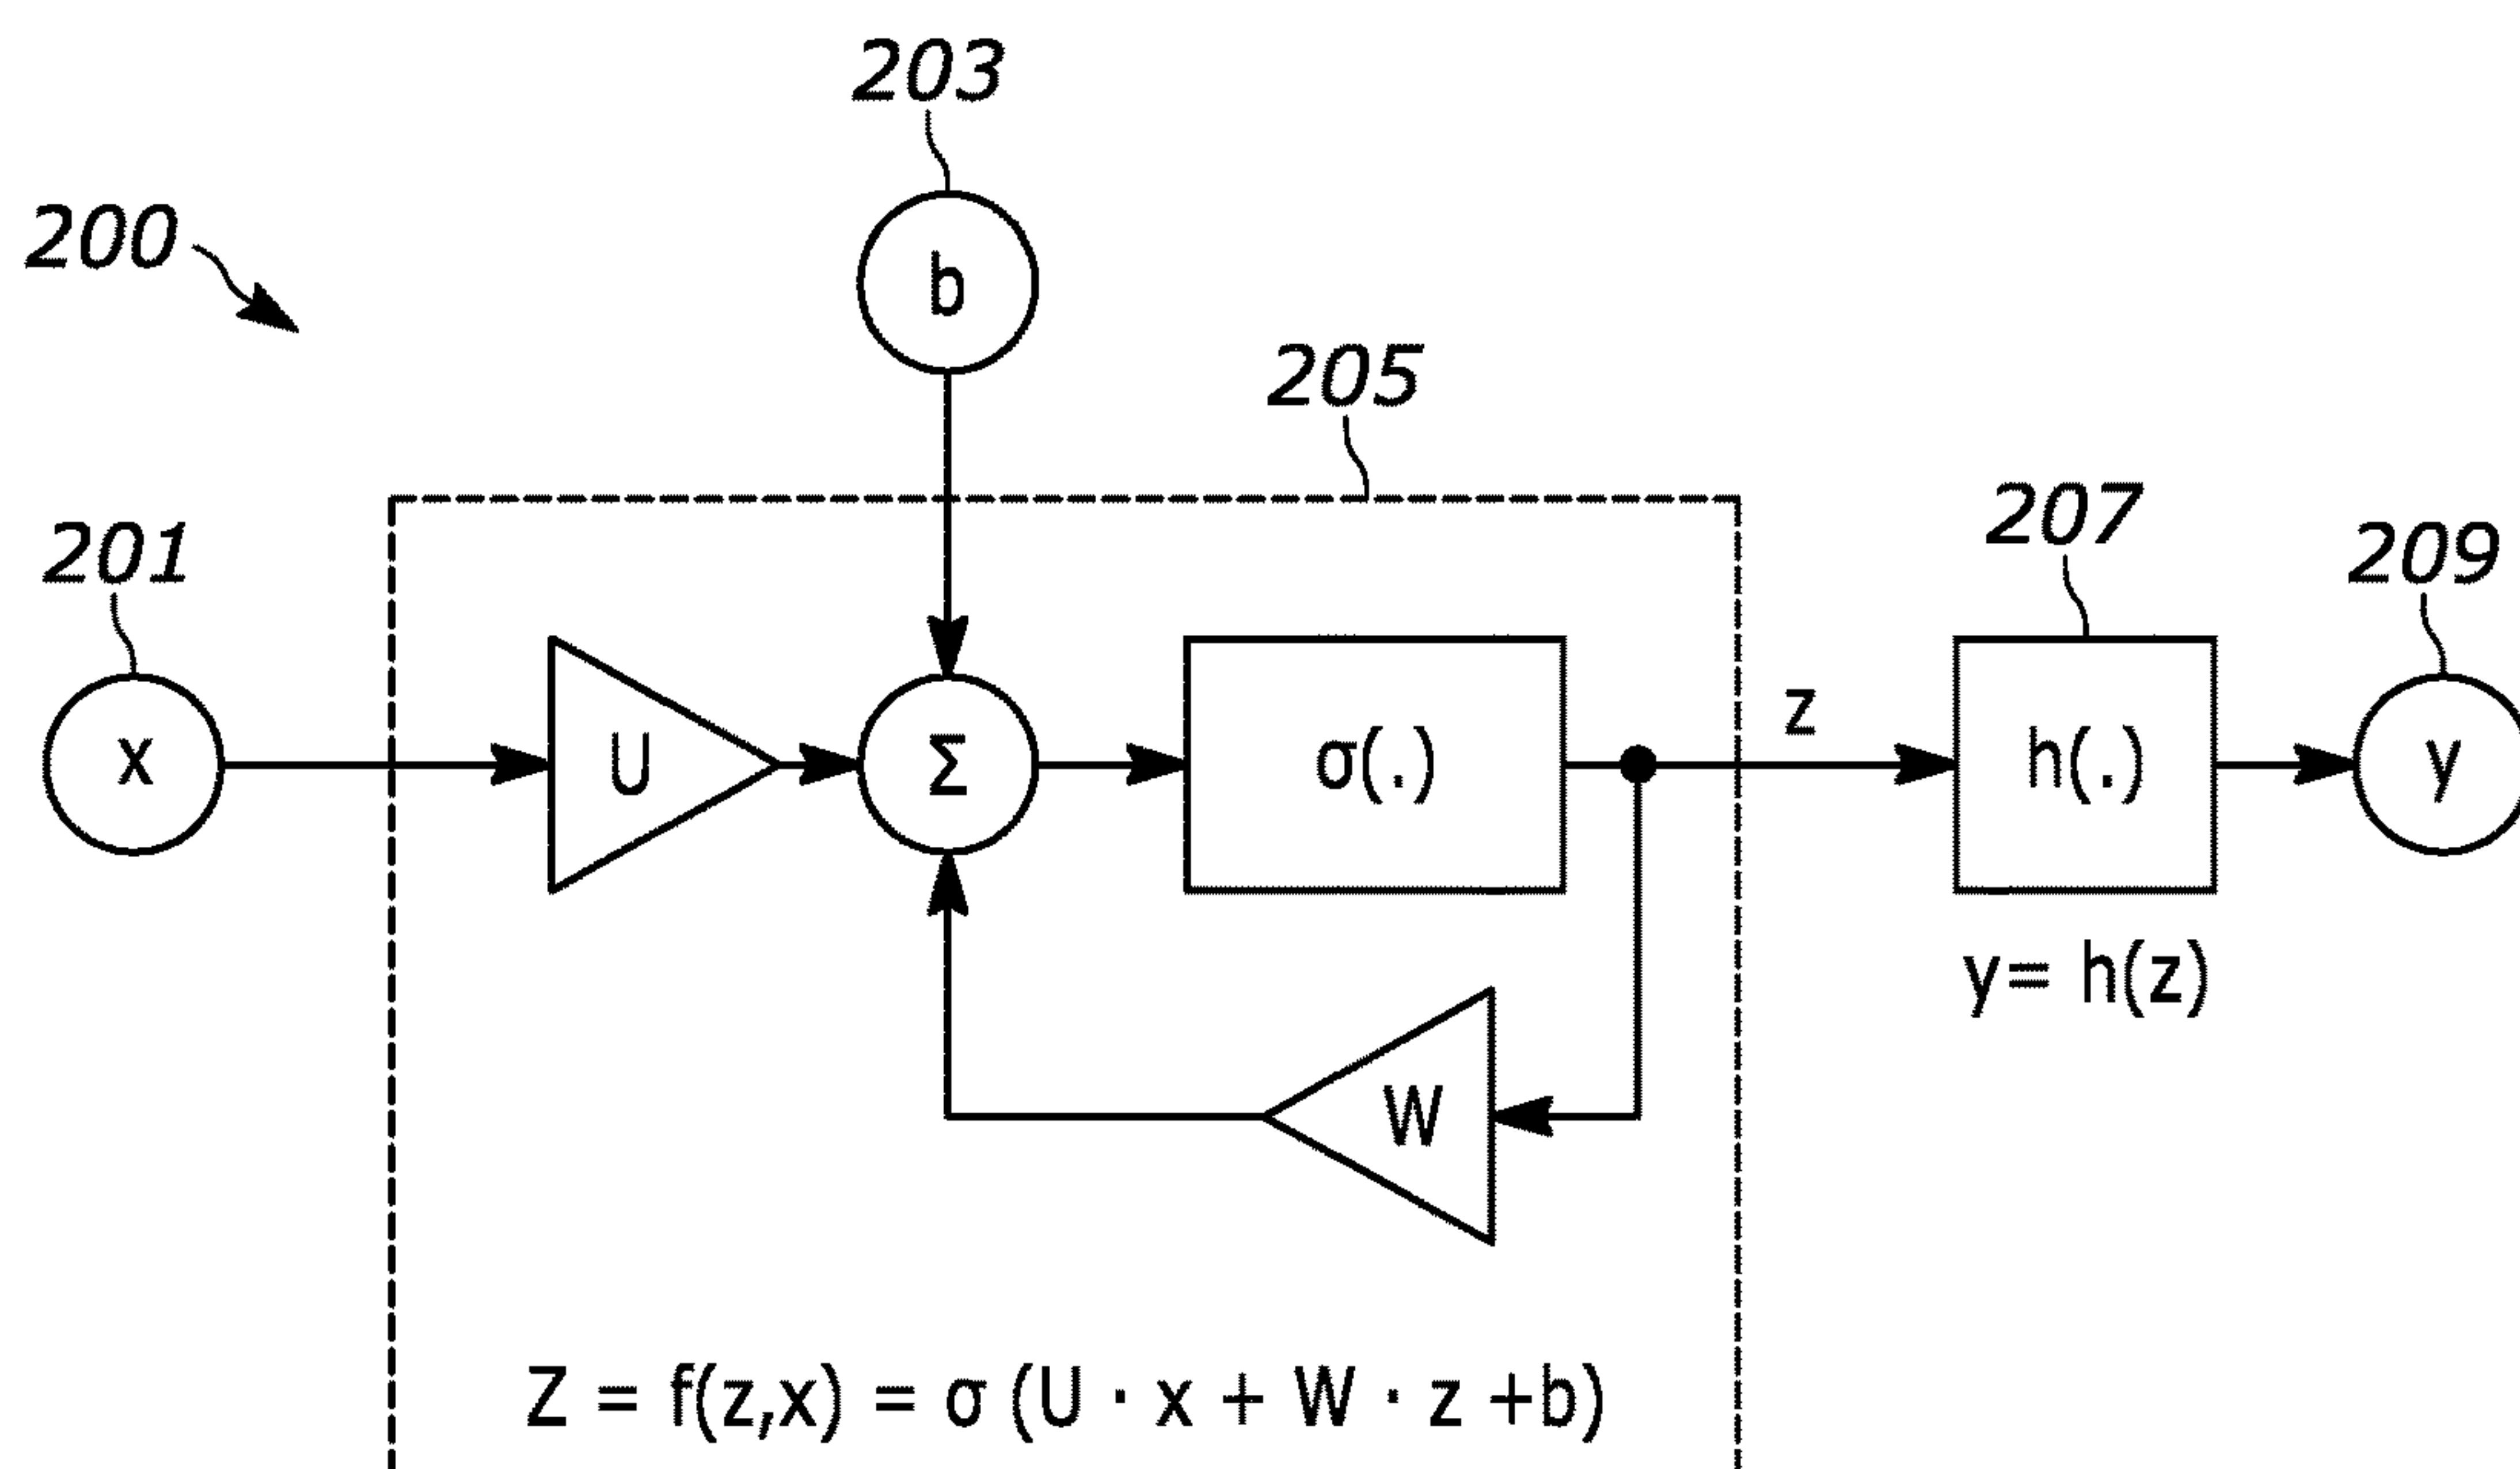 203
200
b
205
201
207
209
x
U
Σ
σ(.)
z
h(.)
y
y= h(z)
W
Z = f(z,x) = σ (U · x + W · z +b)